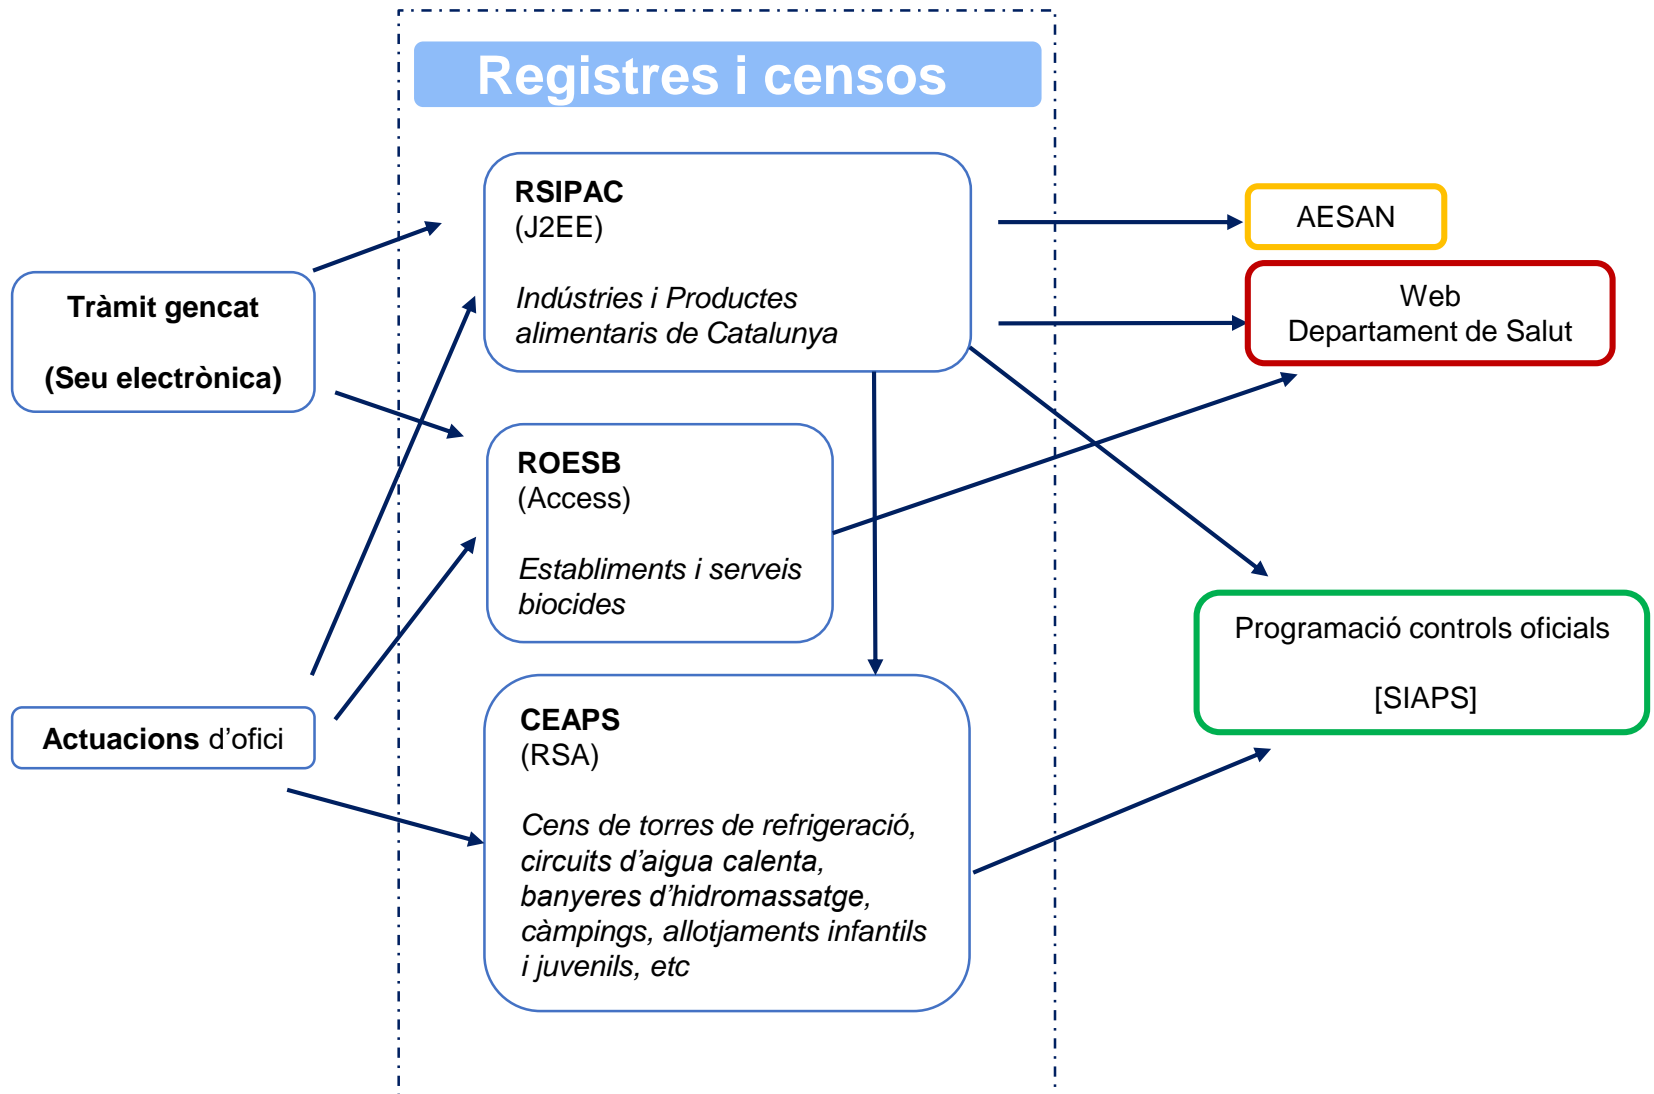 Registres i censos
Tràmit gencat
(Seu electrònica)
Actuacions d’ofici
RSIPAC
(J2EE)
Indústries i Productes
alimentaris de Catalunya
ROESB
(Access)
Establiments i serveis
biocides
CEAPS
(RSA)
Cens de torres de refrigeració,
circuits d’aigua calenta,
banyeres d’hidromassatge,
càmpings, allotjaments infantils
i juvenils, etc
AESAN
Web
Departament de Salut
Programació controls oficials
[SIAPS]